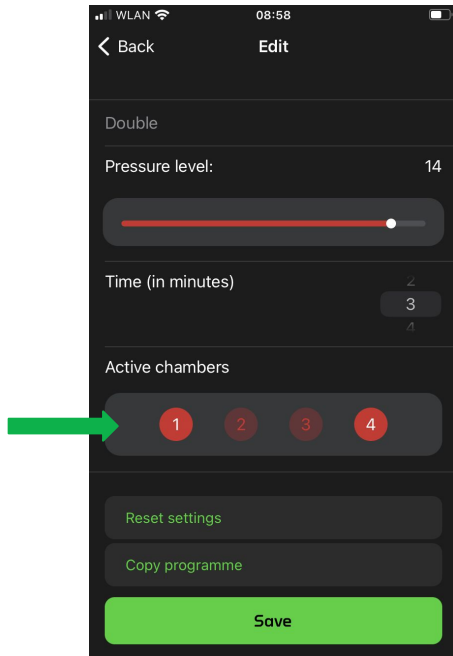 WLAN 08:58
Back Edit
Double
Pressure level: 14
2
Time (in minutes) 3
4
Active chambers
1 2 3 4
Reset settings
Copy programme
Save